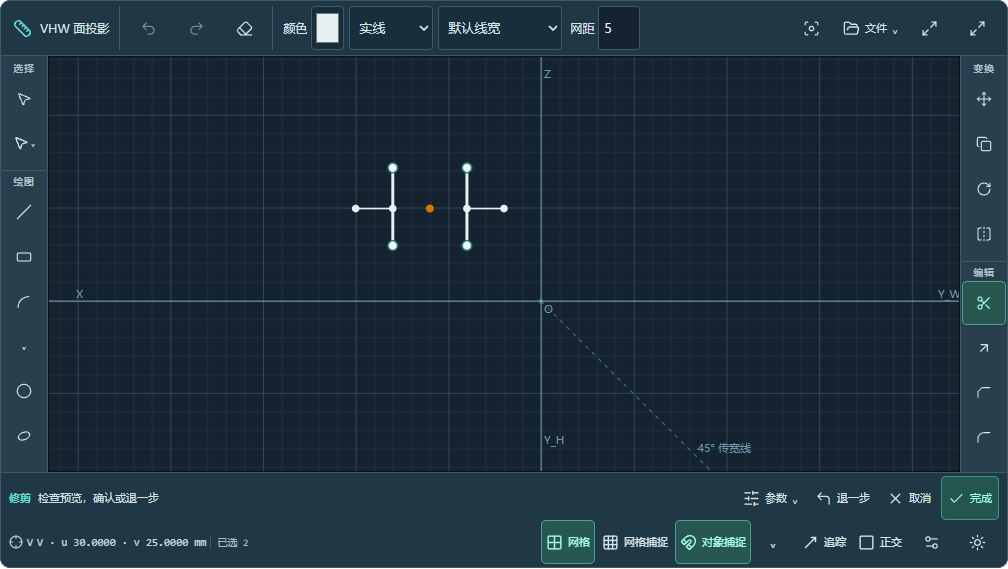 VHW 面投影
颜色
实线
默认线宽
网距
5
文件
选择
绘图
Z
X
O
Y_W
Y_H
45° 传宽线
变换
编辑
修剪 检查预览，确认或退一步
参数
退一步
取消
完成
V V · u 30.0000 · v 25.0000 mm
已选 2
网格
网格捕捉
对象捕捉
追踪
正交